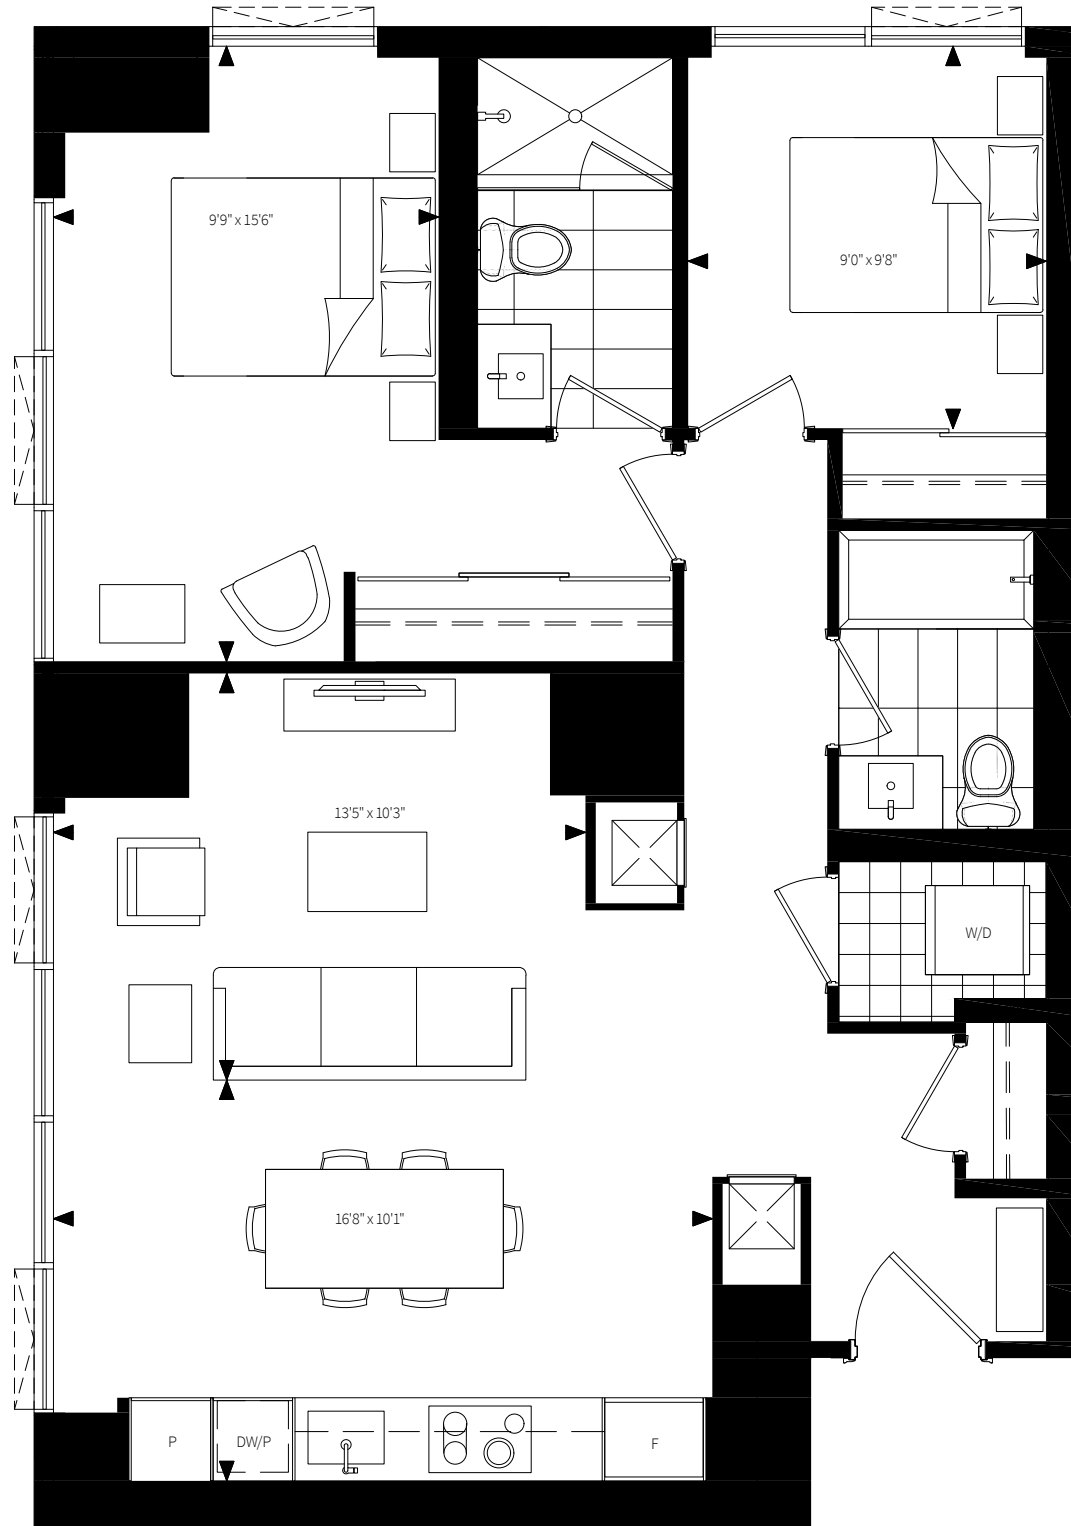 9'9" x 15'6"
9'0" x 9'8"
13'5" x 10'3"
W/D
16'8" x 10'1"
P
DW/P
F